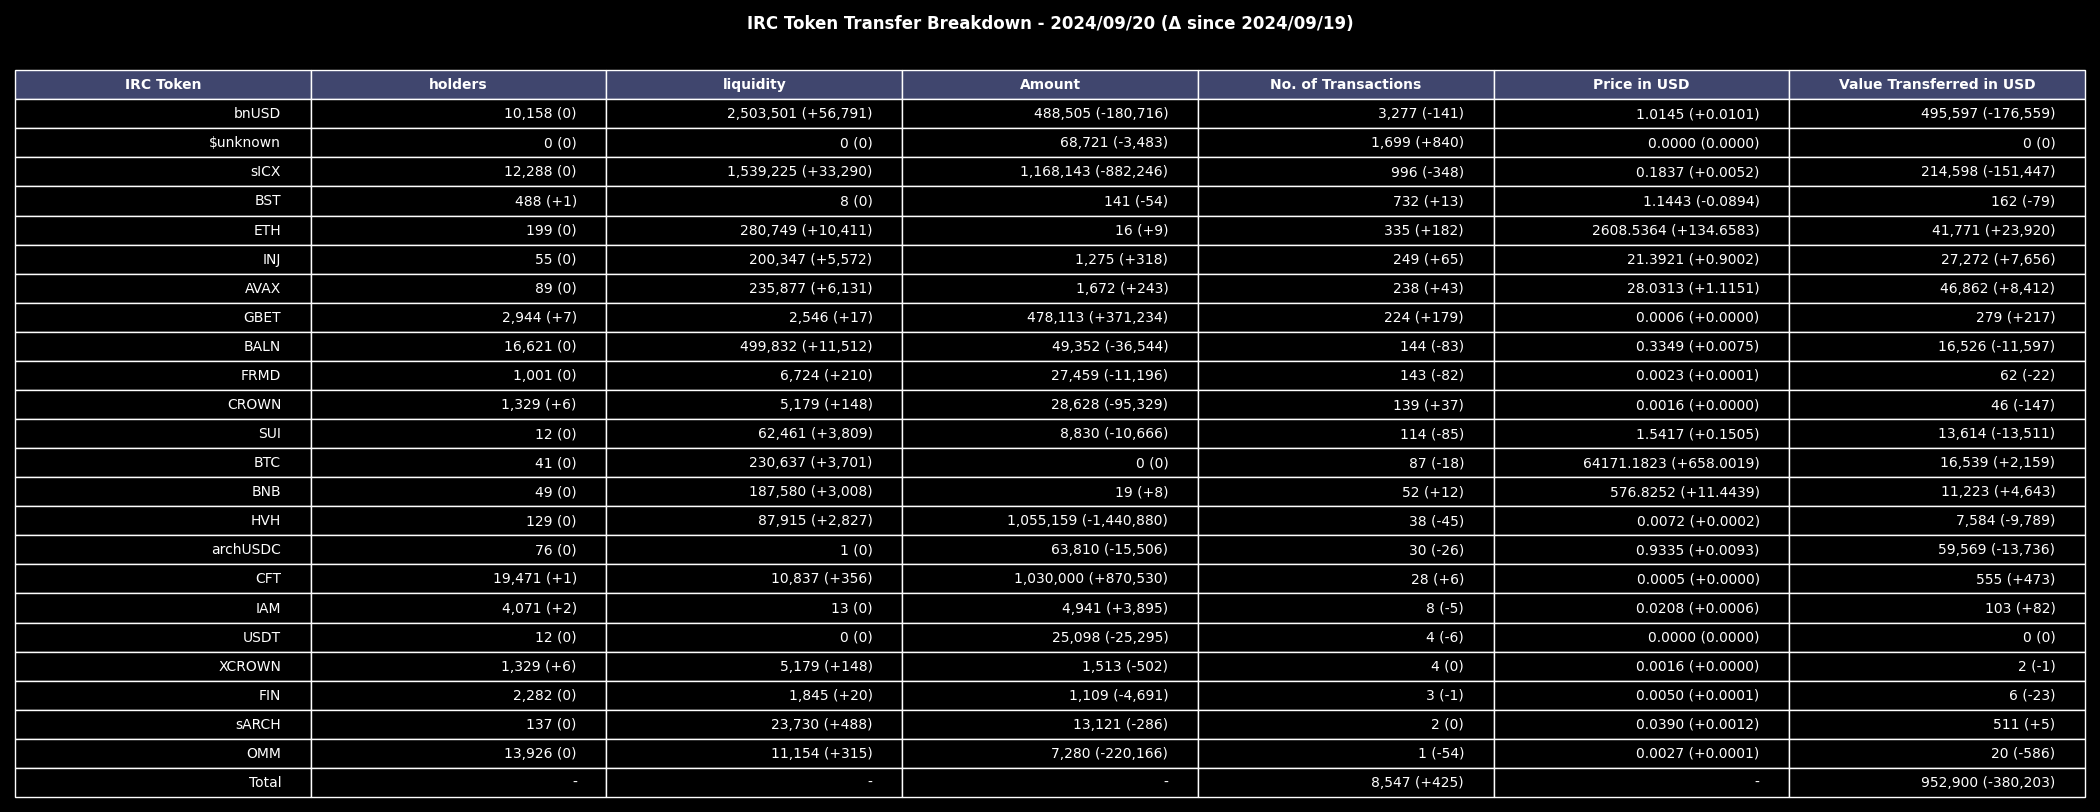 IRC Token Transfer Breakdown - 2024/09/20 (Δ since 2024/09/19)
IRC Token holders liquidity Amount No. of Transactions Price in USD Value Transferred in USD
bnUSD 10,158 (0) 2,503,501 (+56,791) 488,505 (-180,716) 3,277 (-141) 1.0145 (+0.0101) 495,597 (-176,559)
$unknown 0 (0) 0 (0) 68,721 (-3,483) 1,699 (+840) 0.0000 (0.0000) 0 (0)
sICX 12,288 (0) 1,539,225 (+33,290) 1,168,143 (-882,246) 996 (-348) 0.1837 (+0.0052) 214,598 (-151,447)
BST 488 (+1) 8 (0) 141 (-54) 732 (+13) 1.1443 (-0.0894) 162 (-79)
ETH 199 (0) 280,749 (+10,411) 16 (+9) 335 (+182) 2608.5364 (+134.6583) 41,771 (+23,920)
INJ 55 (0) 200,347 (+5,572) 1,275 (+318) 249 (+65) 21.3921 (+0.9002) 27,272 (+7,656)
AVAX 89 (0) 235,877 (+6,131) 1,672 (+243) 238 (+43) 28.0313 (+1.1151) 46,862 (+8,412)
GBET 2,944 (+7) 2,546 (+17) 478,113 (+371,234) 224 (+179) 0.0006 (+0.0000) 279 (+217)
BALN 16,621 (0) 499,832 (+11,512) 49,352 (-36,544) 144 (-83) 0.3349 (+0.0075) 16,526 (-11,597)
FRMD 1,001 (0) 6,724 (+210) 27,459 (-11,196) 143 (-82) 0.0023 (+0.0001) 62 (-22)
CROWN 1,329 (+6) 5,179 (+148) 28,628 (-95,329) 139 (+37) 0.0016 (+0.0000) 46 (-147)
SUI 12 (0) 62,461 (+3,809) 8,830 (-10,666) 114 (-85) 1.5417 (+0.1505) 13,614 (-13,511)
BTC 41 (0) 230,637 (+3,701) 0 (0) 87 (-18) 64171.1823 (+658.0019) 16,539 (+2,159)
BNB 49 (0) 187,580 (+3,008) 19 (+8) 52 (+12) 576.8252 (+11.4439) 11,223 (+4,643)
HVH 129 (0) 87,915 (+2,827) 1,055,159 (-1,440,880) 38 (-45) 0.0072 (+0.0002) 7,584 (-9,789)
archUSDC 76 (0) 1 (0) 63,810 (-15,506) 30 (-26) 0.9335 (+0.0093) 59,569 (-13,736)
CFT 19,471 (+1) 10,837 (+356) 1,030,000 (+870,530) 28 (+6) 0.0005 (+0.0000) 555 (+473)
IAM 4,071 (+2) 13 (0) 4,941 (+3,895) 8 (-5) 0.0208 (+0.0006) 103 (+82)
USDT 12 (0) 0 (0) 25,098 (-25,295) 4 (-6) 0.0000 (0.0000) 0 (0)
XCROWN 1,329 (+6) 5,179 (+148) 1,513 (-502) 4 (0) 0.0016 (+0.0000) 2 (-1)
FIN 2,282 (0) 1,845 (+20) 1,109 (-4,691) 3 (-1) 0.0050 (+0.0001) 6 (-23)
sARCH 137 (0) 23,730 (+488) 13,121 (-286) 2 (0) 0.0390 (+0.0012) 511 (+5)
OMM 13,926 (0) 11,154 (+315) 7,280 (-220,166) 1 (-54) 0.0027 (+0.0001) 20 (-586)
Total - - - 8,547 (+425) - 952,900 (-380,203)